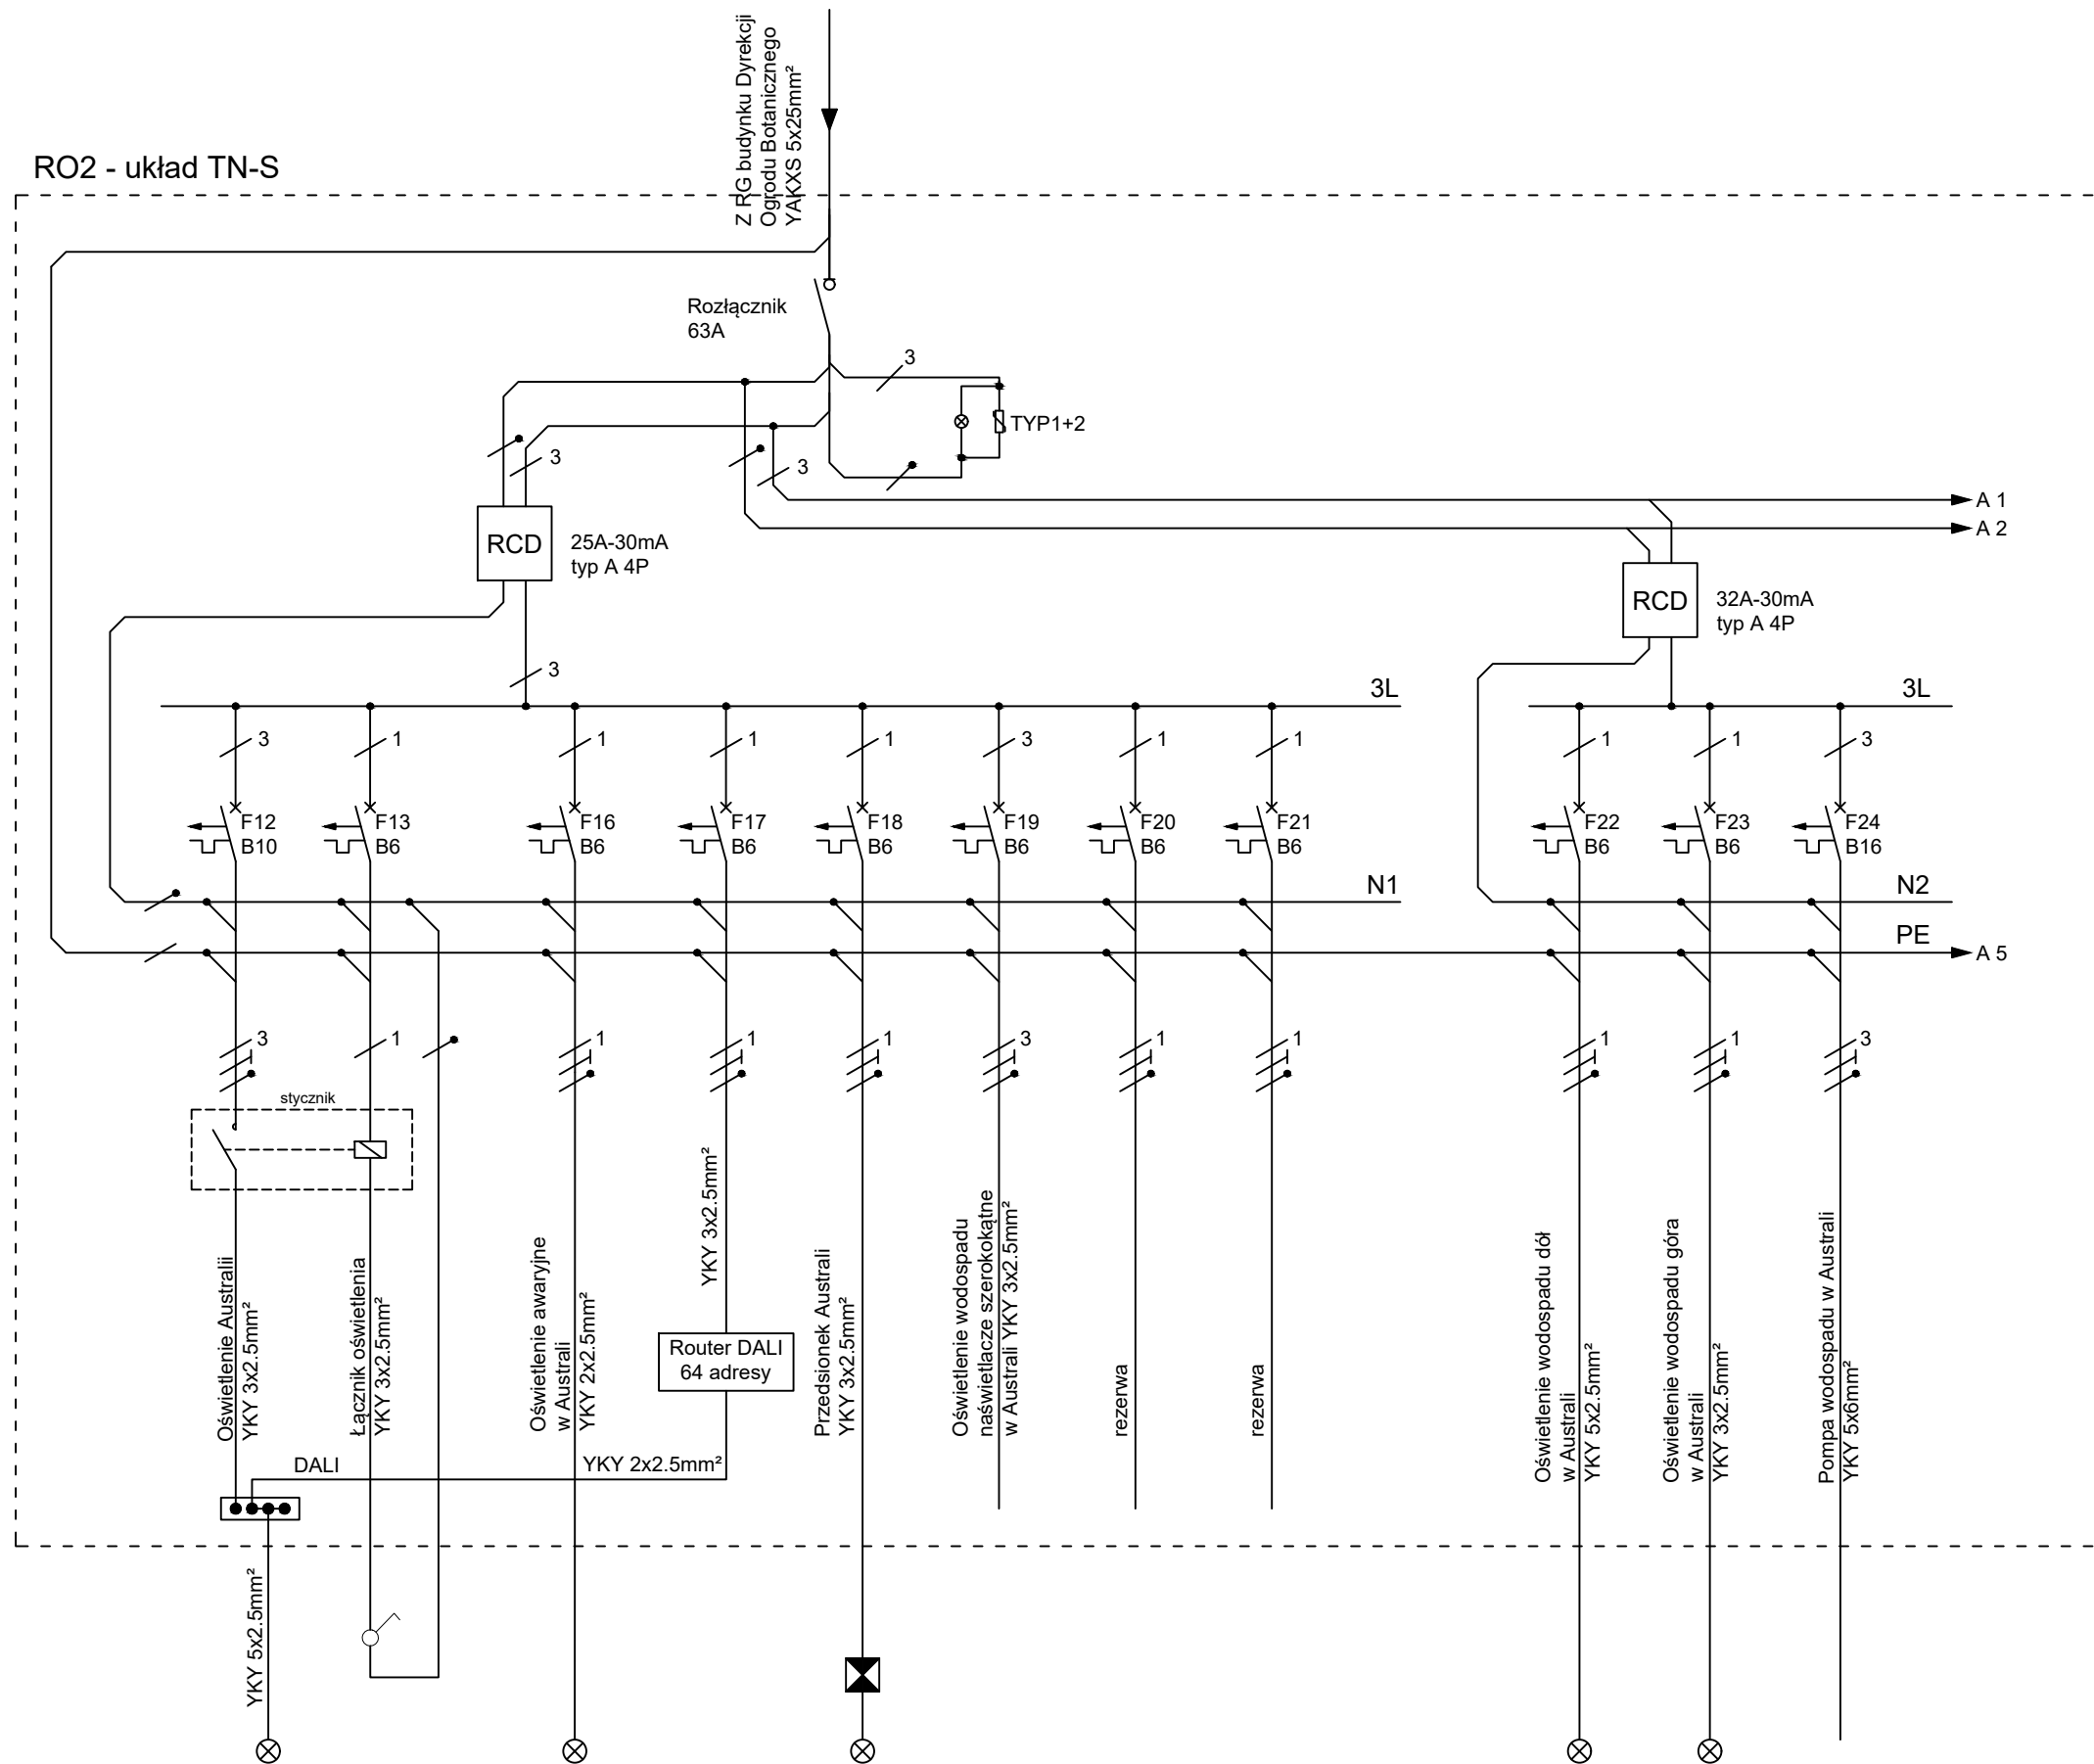 Z RG budynku Dyrekcji
Ogrodu Botanicznego
YAKXS 5x25mm²
RO2 - układ TN-S
Rozłącznik
63A
3
TYP1+2
3
3
A 1
A 2
RCD
25A-30mA
typ A 4P
RCD
32A-30mA
typ A 4P
3
3L
3L
3
1
1
1
1
3
1
1
1
1
3
F12
B10
F13
B6
F16
B6
F17
B6
F18
B6
F19
B6
F20
B6
F21
B6
F22
B6
F23
B6
F24
B16
N1
N2
PE
A 5
3
1
1
1
1
3
1
1
1
1
3
stycznik
Oświetlenie Australii
YKY 3x2.5mm²
Łącznik oświetlenia
YKY 3x2.5mm²
Oświetlenie awaryjne
w Australi
YKY 2x2.5mm²
YKY 3x2.5mm²
Router DALI
64 adresy
Przedsionek Australi
YKY 3x2.5mm²
Oświetlenie wodospadu
naświetlacze szerokokątne
w Australi YKY 3x2.5mm²
rezerwa
rezerwa
Oświetlenie wodospadu dół
w Australi
YKY 5x2.5mm²
Oświetlenie wodospadu góra
w Australi
YKY 3x2.5mm²
Pompa wodospadu w Australi
YKY 5x6mm²
DALI
YKY 2x2.5mm²
YKY 5x2.5mm²